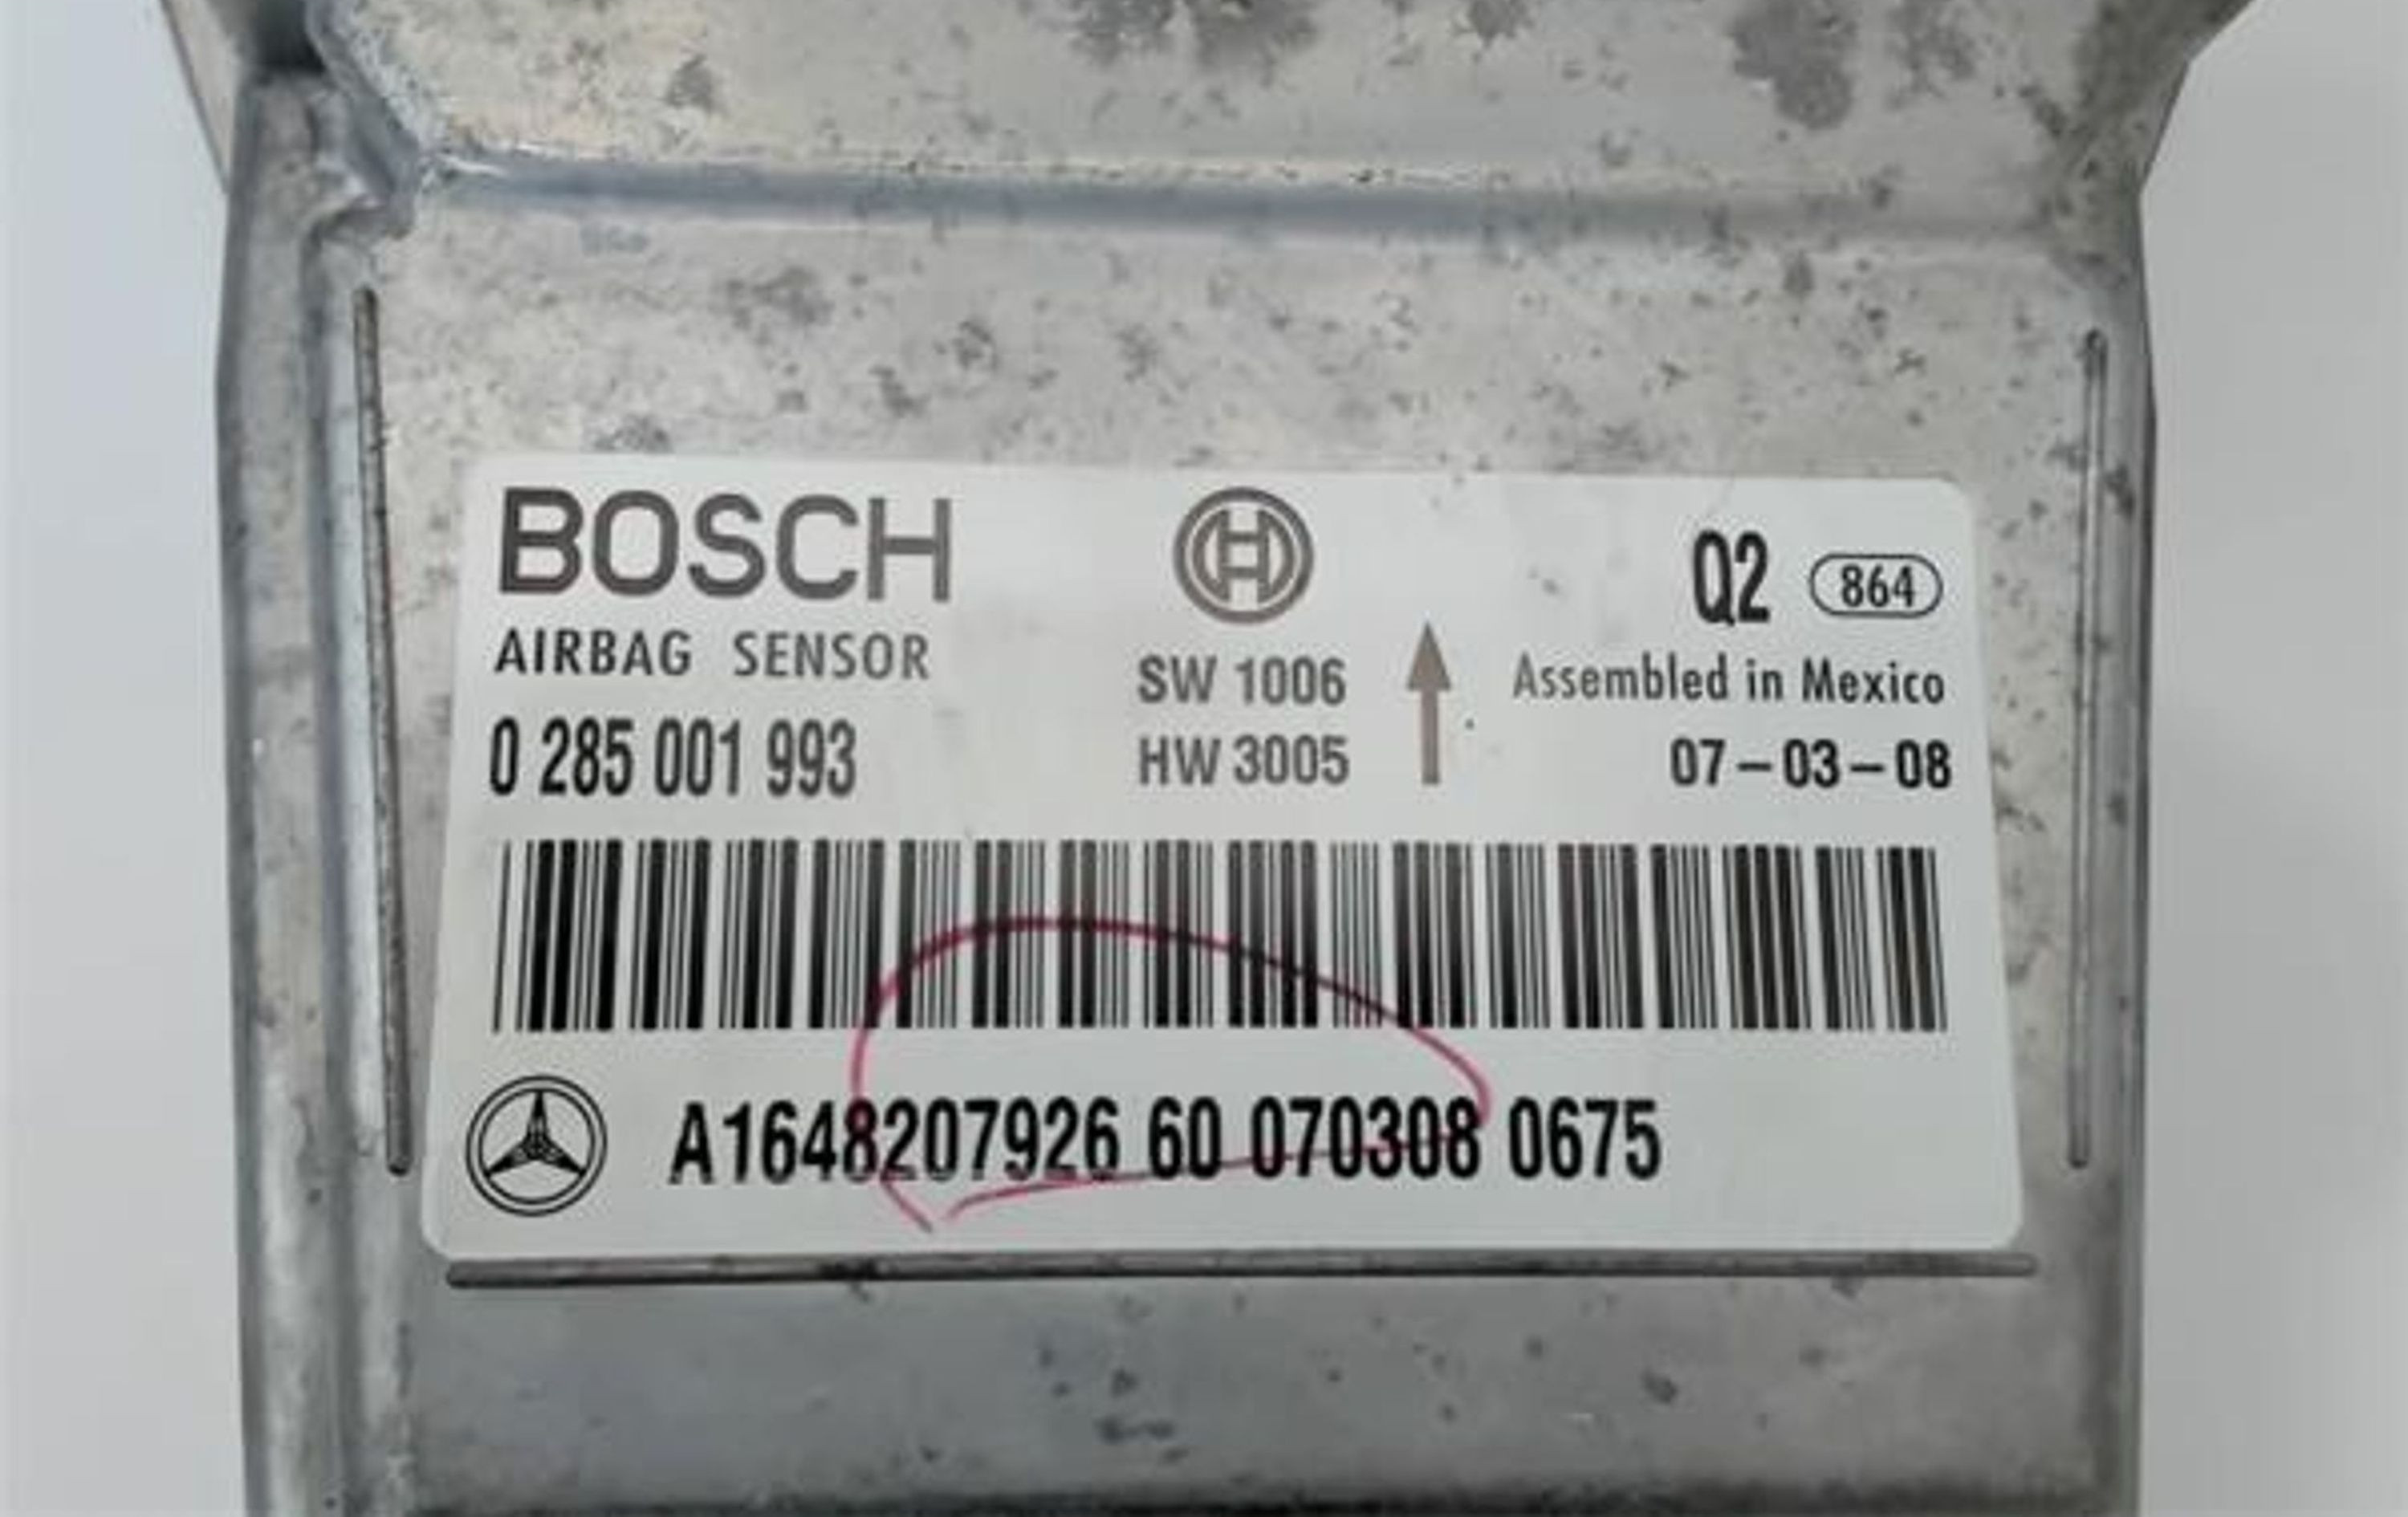 BOSCH
Q2 864
AIRBAG SENSOR
SW 1006
Assembled in Mexico
0 285 001 993
HW 3005
07-03-08
A1648207926 60 070308 0675